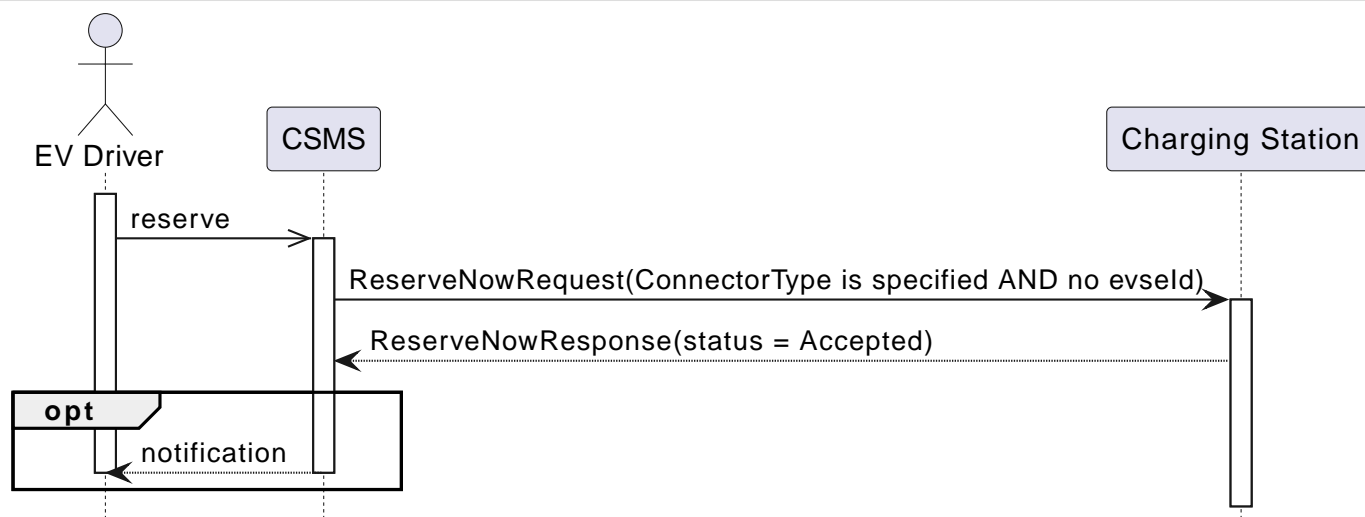 EV Driver
CSMS
Charging Station
reserve
ReserveNowRequest(ConnectorType is specified AND no evseId)
ReserveNowResponse(status = Accepted)
opt
notification